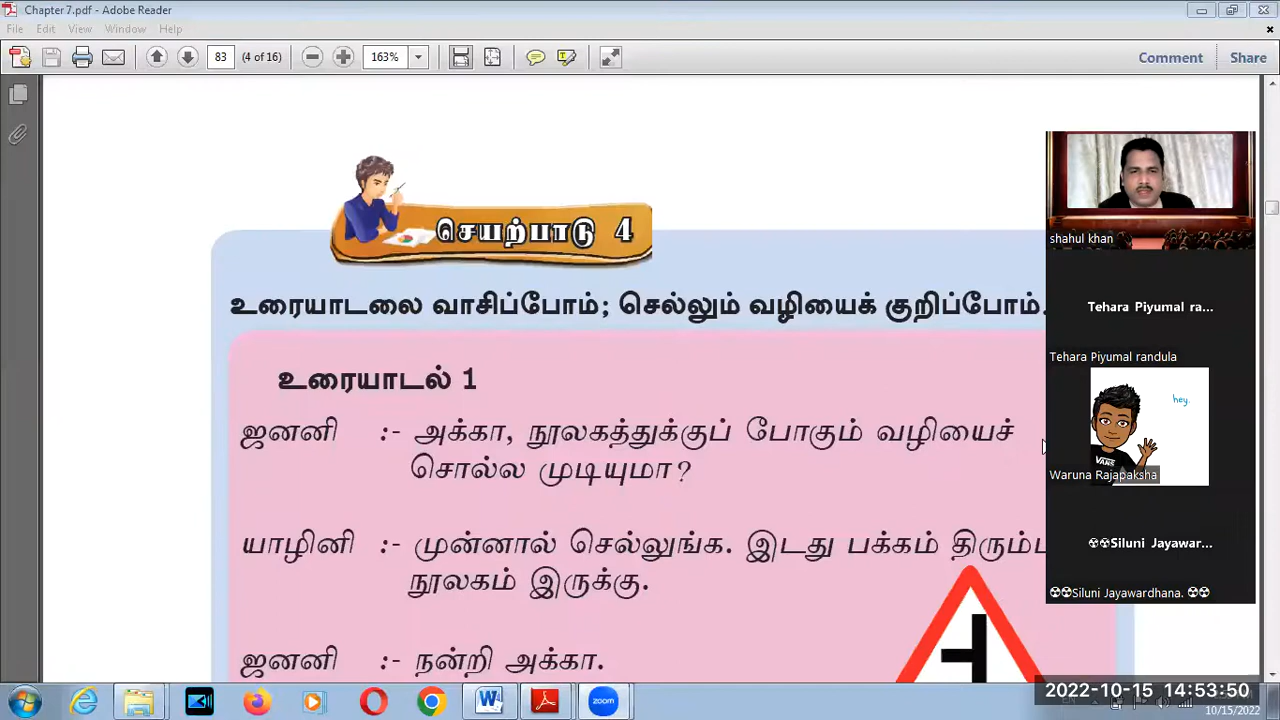 Chapter 7.pdf - Adobe Reader
File Edit View Window Help
83 (4 of 16) 163% Comment Share
செயற்பாடு 4
உரையாடலை வாசிப்போம்; செல்லும் வழியைக் குறிப்போம்.
உரையாடல் 1
ஜனனி :- அக்கா, நூலகத்துக்குப் போகும் வழியைச்
சொல்ல முடியுமா?
யாழினி :- முன்னால் செல்லுங்க. இடது பக்கம்
நூலகம் இருக்கு.
ஜனனி :- நன்றி அக்கா.
shahul khan
Tehara Piyumal ra...
Tehara Piyumal randula
hey.
VANS
Waruna Rajapaksha
☢☢Siluni Jayawar...
☢☢Siluni Jayawardhana. ☢☢
zoom
2022-10-15 14:53:50
10/15/2022